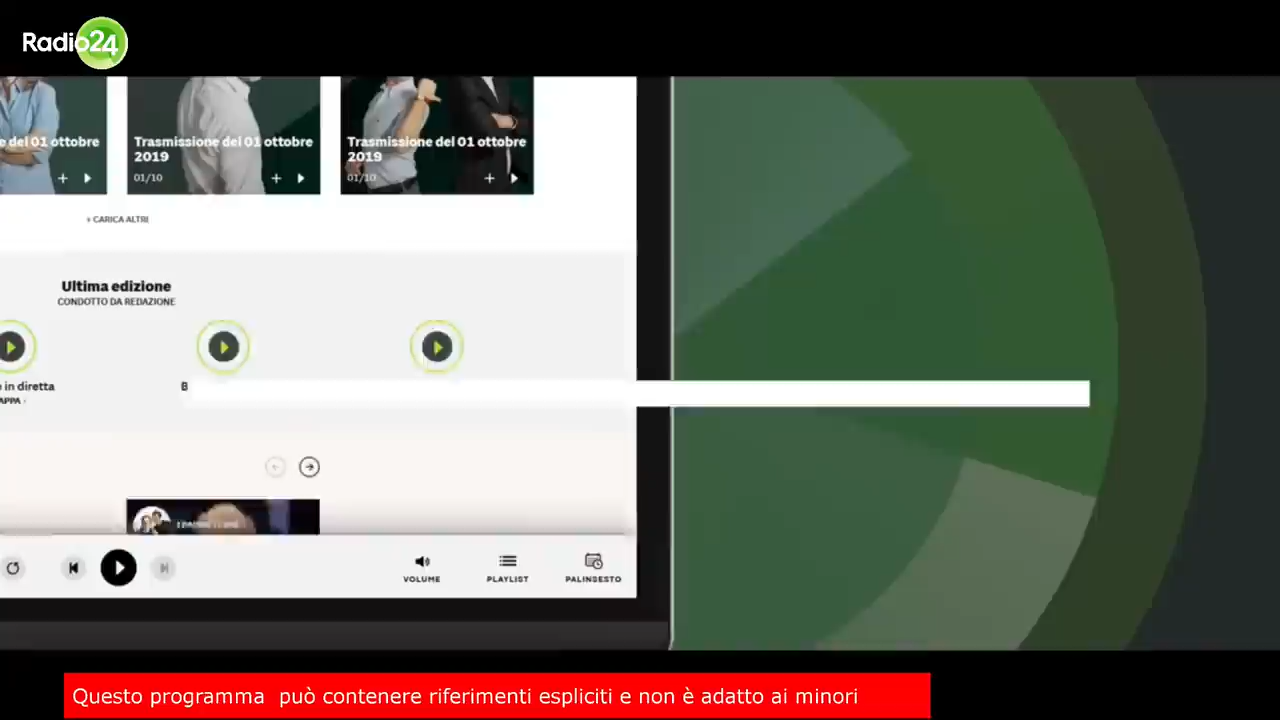 Radio24
e del 01 ottobre
Trasmissione del 01 ottobre
2019
01/10
Trasmissione del 01 ottobre
2019
01/10
CARICA ALTRI
Ultima edizione
CONDOTTO DA REDAZIONE
e in diretta
APPA
B
VOLUME
PLAYLIST
PALINSESTO
Questo programma può contenere riferimenti espliciti e non è adatto ai minori